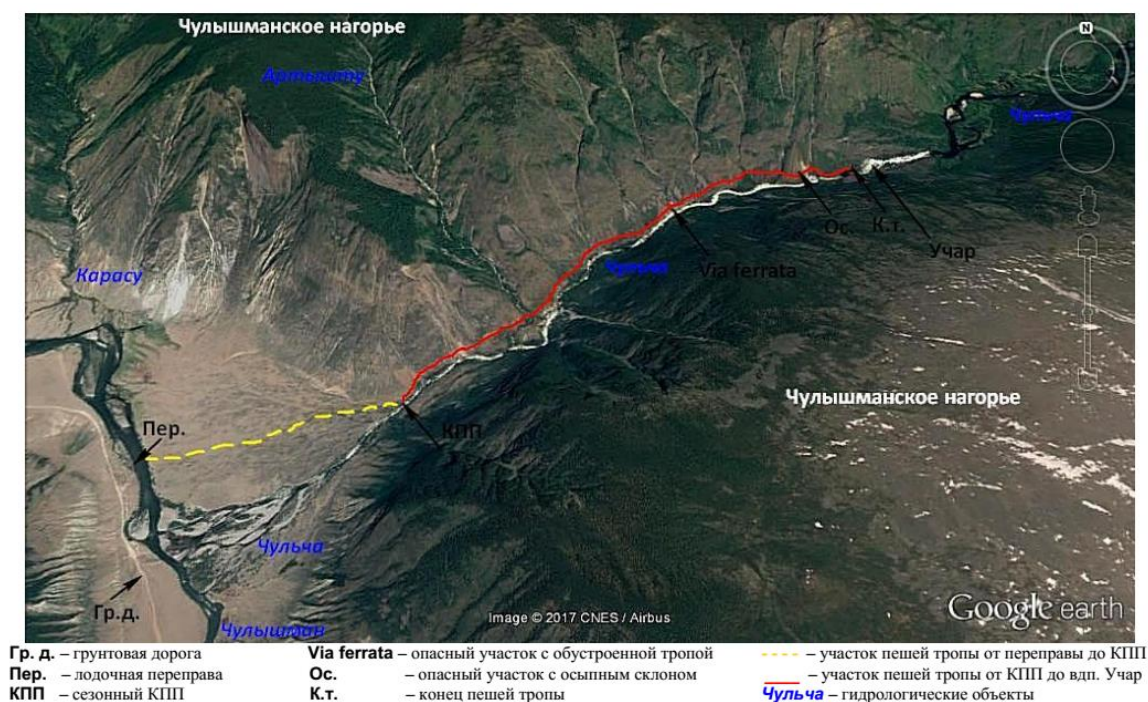 Чулышманское нагорье
N
Артышту
Чульча
Ос.
К.т.
Учар
Via ferrata
Чульча
Карасу
Чулышманское нагорье
Пер.
КПП
Чульча
Гр.д.
Чулышман
Image © 2017 CNES / Airbus
Google earth
Гр. д. – грунтовая дорога
Пер. – лодочная переправа
КПП – сезонный КПП
Via ferrata – опасный участок с обустроенной тропой
Ос. – опасный участок с осыпным склоном
К.т. – конец пешей тропы
– участок пешей тропы от переправы до КПП
– участок пешей тропы от КПП до вдп. Учар
Чульча – гидрологические объекты